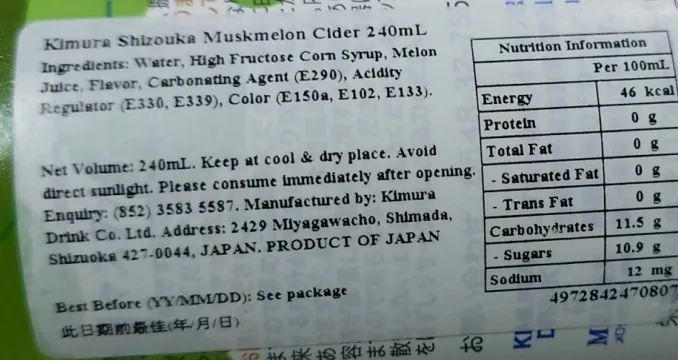 Kimura Shizouka Muskmelon Cider 240mL
Ingredients: Water, High Fructose Corn Syrup, Melon
Juice, Flavor, Carbonating Agent (E290), Acidity
Regulator (E330, E339), Color (E150a, E102, E133).
Net Volume: 240mL. Keep at cool & dry place. Avoid
direct sunlight. Please consume immediately after opening.
Enquiry: (852) 3583 5587. Manufactured by: Kimura
Drink Co. Ltd. Address: 2429 Miyagawacho, Shimada,
Shizuoka 427-0044, JAPAN. PRODUCT OF JAPAN
Best Before (YY/MM/DD): See package
此日期前最佳(年/月/日)
Nutrition Information
Per 100mL
Energy 46 kcal
Protein 0 g
Total Fat 0 g
- Saturated Fat 0 g
- Trans Fat 0 g
Carbohydrates 11.5 g
- Sugars 10.9 g
Sodium 12 mg
4972842470807